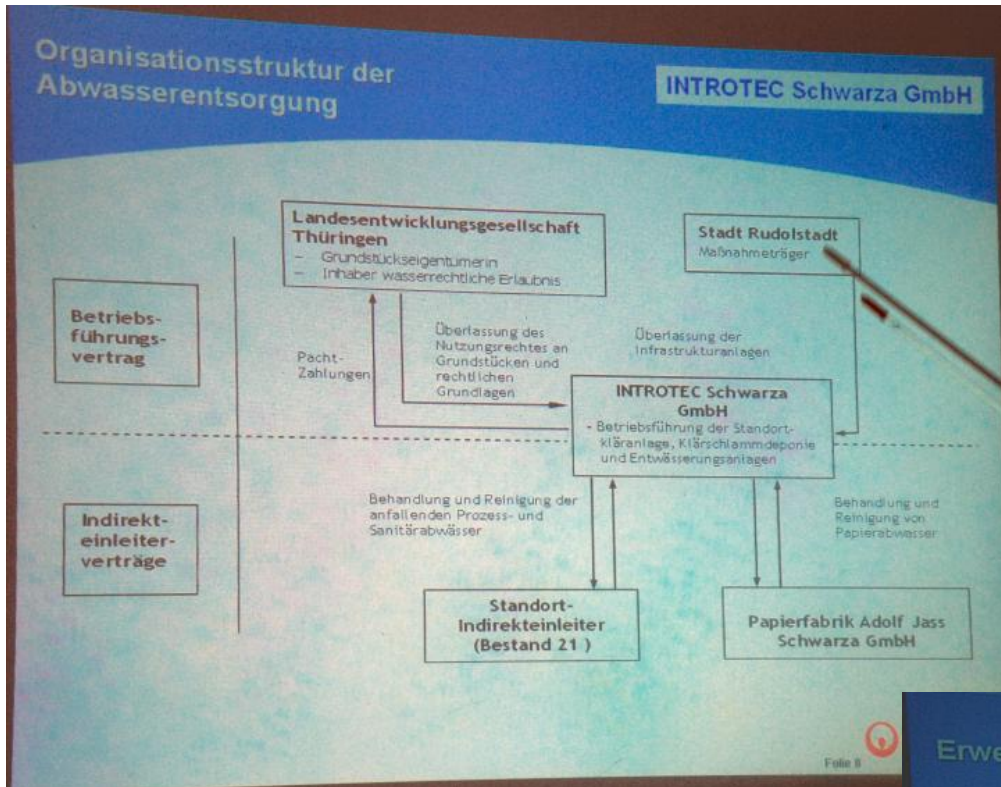 Organisationsstruktur der
Abwasserentsorgung
INTROTEC Schwarza GmbH
Landesentwicklungsgesellschaft
Thüringen
– Grundstückseigentümerin
– Inhaber wasserrechtliche Erlaubnis
Stadt Rudolstadt
Maßnahmeträger
Betriebs-
führungs-
vertrag
Pacht-
Zahlungen
Überlassung des
Nutzungsrechtes an
Grundstücken und
rechtlichen
Grundlagen
Überlassung der
Infrastrukturanlagen
INTROTEC Schwarza
GmbH
- Betriebsführung der Standort-
kläranlage, Klärschlammdeponie
und Entwässerungsanlagen
Indirekt-
einleiter-
verträge
Behandlung und Reinigung der
anfallenden Prozess- und
Sanitärabwässer
Behandlung und
Reinigung von
Papierabwasser
Standort-
Indirekteinleiter
(Bestand 21 )
Papierfabrik Adolf Jass
Schwarza GmbH
Folie 8
Erwe